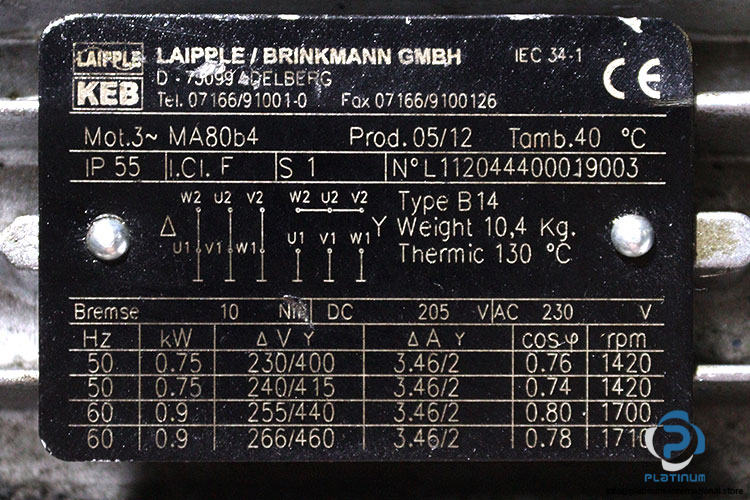 LAIPPLE
KEB
LAIPPLE / BRINKMANN GMBH
IEC 34-1
CE
D - 73099 ADELBERG
Tel. 07166/91001-0 Fax 07166/9100126
Mot.3~ MA80b4 Prod. 05/12 Tamb.40 °C
IP 55 I.Cl. F S 1 N°L112044400019003
W2 U2 V2 W2 U2 V2
Δ U1 V1 W1 U1 V1 W1 Y
Type B14
Weight 10,4 Kg.
Thermic 130 °C
Bremse 10 Nm DC 205 V AC 230 V
Hz kW Δ V Y Δ A Y cosφ rpm
50 0.75 230/400 3.46/2 0.76 1420
50 0.75 240/415 3.46/2 0.74 1420
60 0.9 255/440 3.46/2 0.80 1700
60 0.9 266/460 3.46/2 0.78 1710
PLATINUM